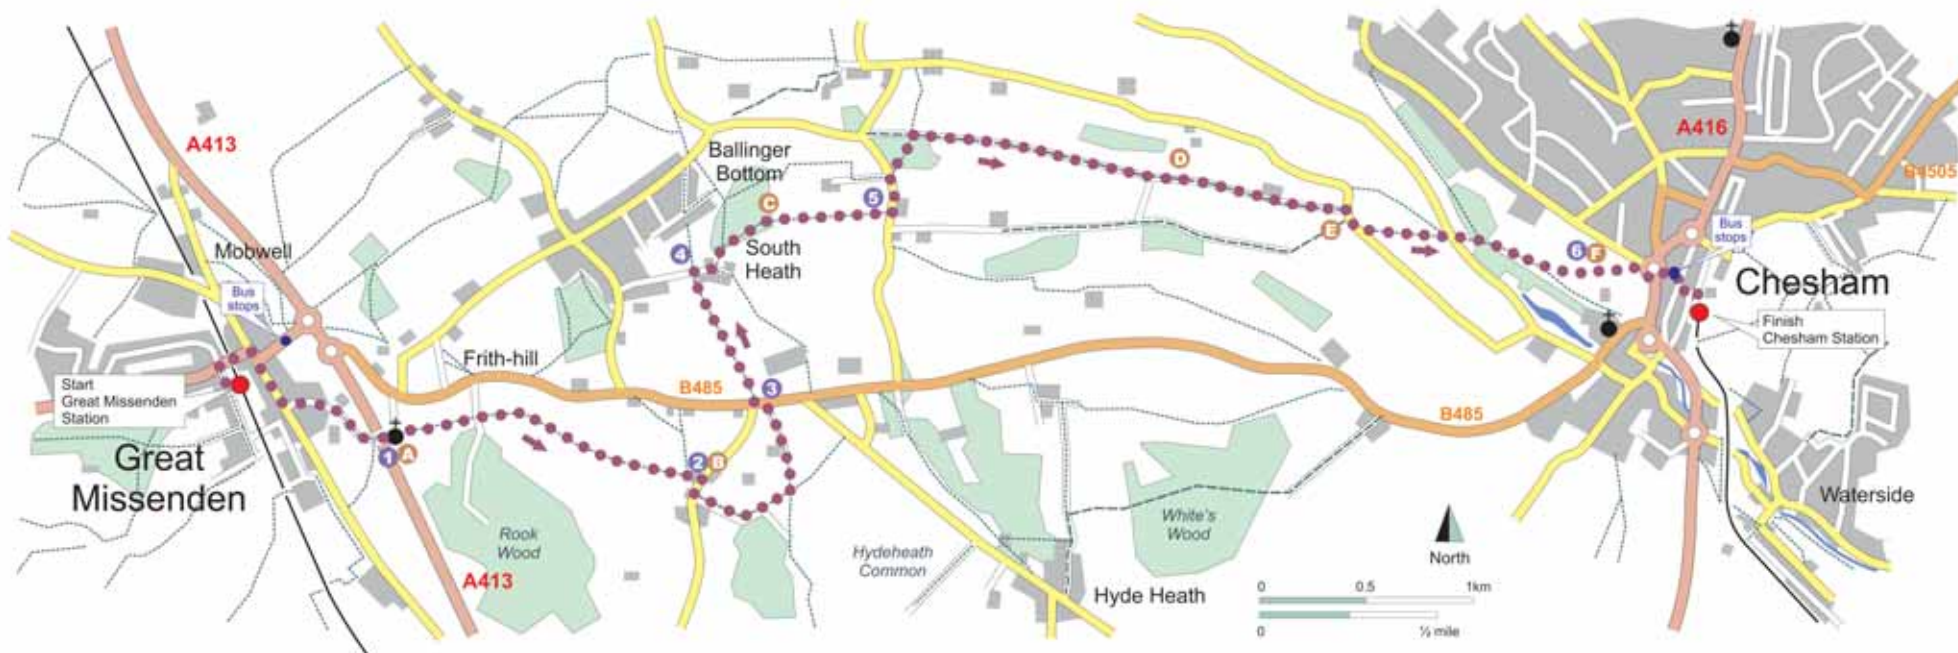 A413
A416
B4505
Ballinger
Bottom
D
C
5
Mobwell
4
South
Heath
E
6
F
Bus
stops
Chesham
Bus
stops
Finish
Chesham Station
Frith-hill
Start
Great Missenden
Station
B485
3
B485
Great
Missenden
1
A
2
B
Waterside
Rook
Wood
White's
Wood
Hydeheath
Common
North
A413
Hyde Heath
0
0.5
1km
0
½ mile